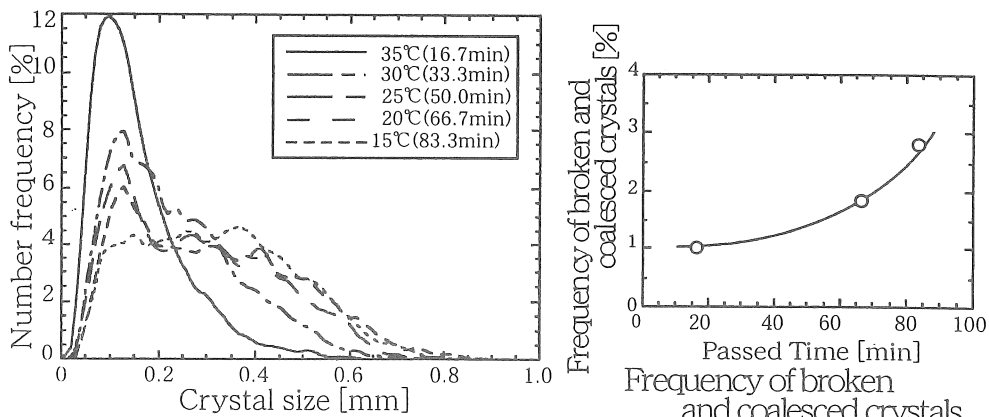 12
10
8
6
4
2
0
Number frequency [%]
35℃(16.7min)
30℃(33.3min)
25℃(50.0min)
20℃(66.7min)
15℃(83.3min)
0 0.2 0.4 0.6 0.8 1.0
Crystal size [mm]
Frequency of broken and
coalesced crystals [%]
4
3
2
1
0
0 20 40 60 80 100
Passed Time [min]
Frequency of broken
and coalesced crystals